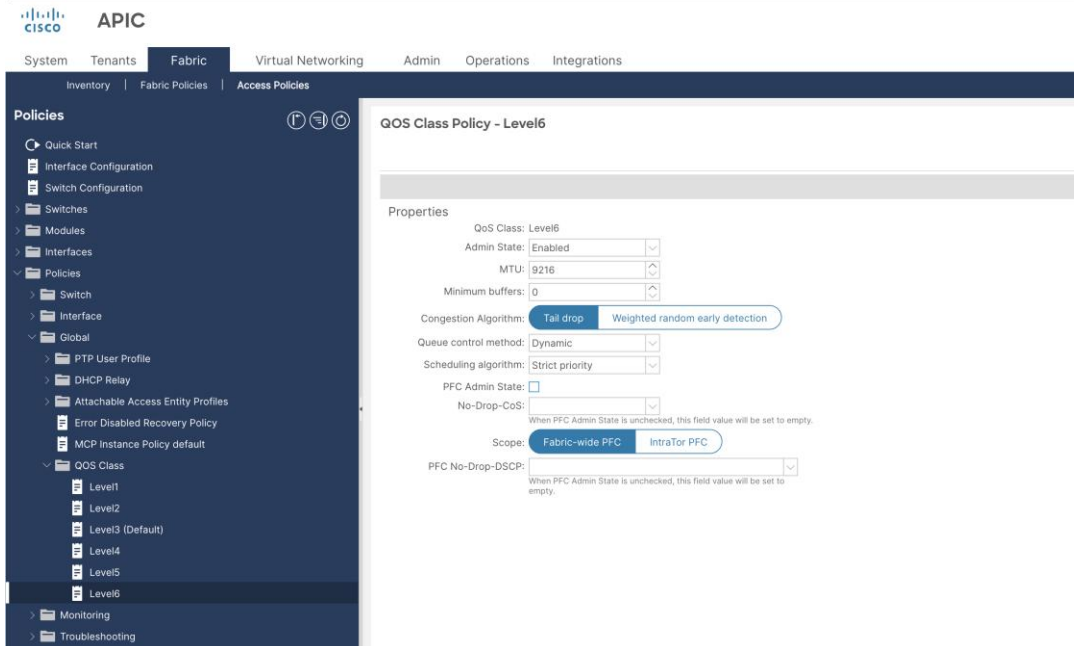 CISCO
APIC
System Tenants Fabric Virtual Networking Admin Operations Integrations
Inventory | Fabric Policies | Access Policies
Policies
Quick Start
Interface Configuration
Switch Configuration
Switches
Modules
Interfaces
Policies
Switch
Interface
Global
PTP User Profile
DHCP Relay
Attachable Access Entity Profiles
Error Disabled Recovery Policy
MCP Instance Policy default
QOS Class
Level1
Level2
Level3 (Default)
Level4
Level5
Level6
Monitoring
Troubleshooting
QOS Class Policy - Level6
Properties
QoS Class: Level6
Admin State: Enabled
MTU: 9216
Minimum buffers: 0
Congestion Algorithm: Tail drop Weighted random early detection
Queue control method: Dynamic
Scheduling algorithm: Strict priority
PFC Admin State:
No-Drop-CoS:
When PFC Admin State is unchecked, this field value will be set to empty.
Scope: Fabric-wide PFC IntraTor PFC
PFC No-Drop-DSCP:
When PFC Admin State is unchecked, this field value will be set to
empty.